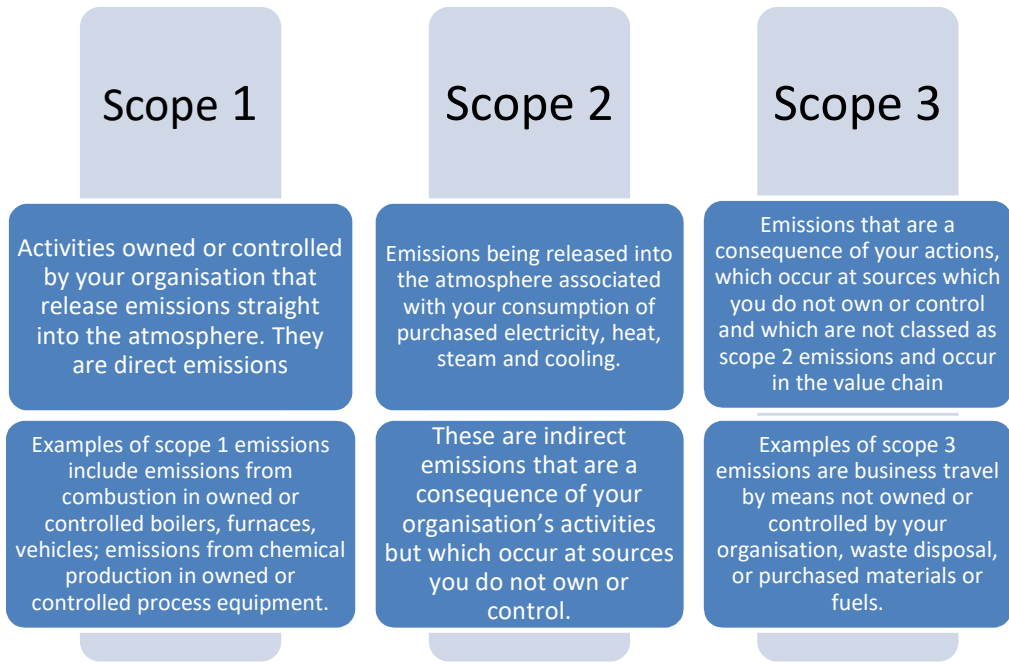 Scope 1
Activities owned or controlled
by your organisation that
release emissions straight
into the atmosphere. They
are direct emissions
Examples of scope 1 emissions
include emissions from
combustion in owned or
controlled boilers, furnaces,
vehicles; emissions from chemical
production in owned or
controlled process equipment.
Scope 2
Emissions being released into
the atmosphere associated
with your consumption of
purchased electricity, heat,
steam and cooling.
These are indirect
emissions that are a
consequence of your
organisation’s activities
but which occur at sources
you do not own or
control.
Scope 3
Emissions that are a
consequence of your actions,
which occur at sources which
you do not own or control
and which are not classed as
scope 2 emissions and occur
in the value chain
Examples of scope 3
emissions are business travel
by means not owned or
controlled by your
organisation, waste disposal,
or purchased materials or
fuels.